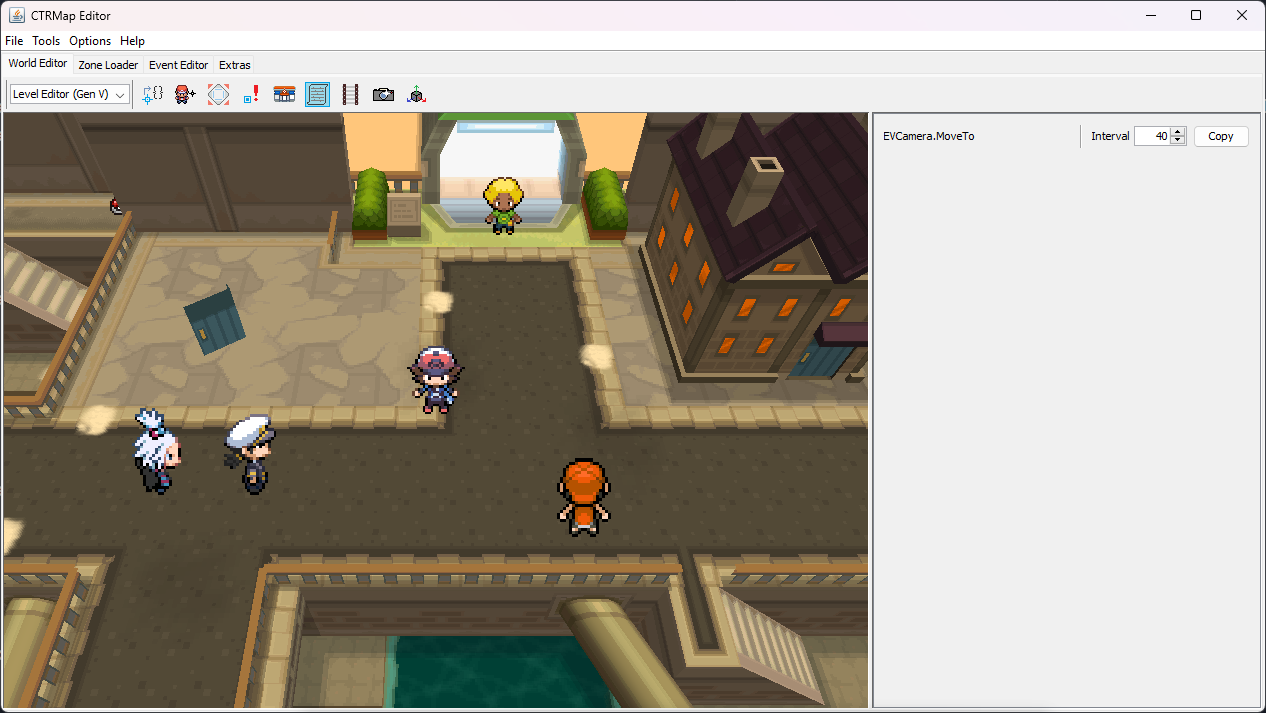 CTRMap Editor
File Tools Options Help
World Editor Zone Loader Event Editor Extras
Level Editor (Gen V)
EVCamera.MoveTo Interval 40 Copy